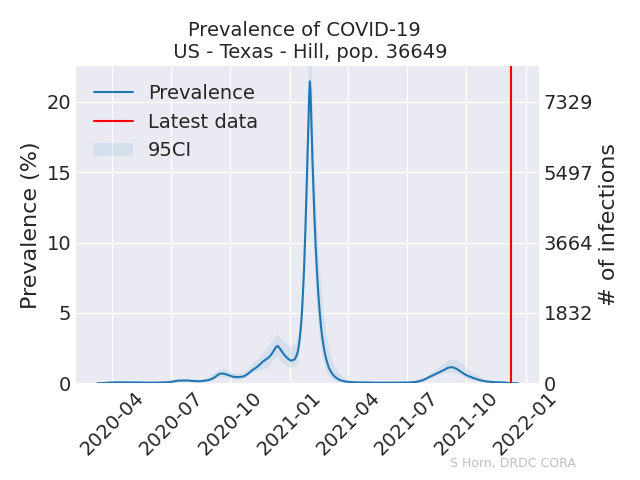 Prevalence of COVID-19
US - Texas - Hill, pop. 36649
Prevalence
Latest data
95CI
Prevalence (%)
20
15
10
5
0
7329
5497
3664
1832
0
# of infections
2020-04
2020-07
2020-10
2021-01
2021-04
2021-07
2021-10
2022-01
S Horn, DRDC CORA